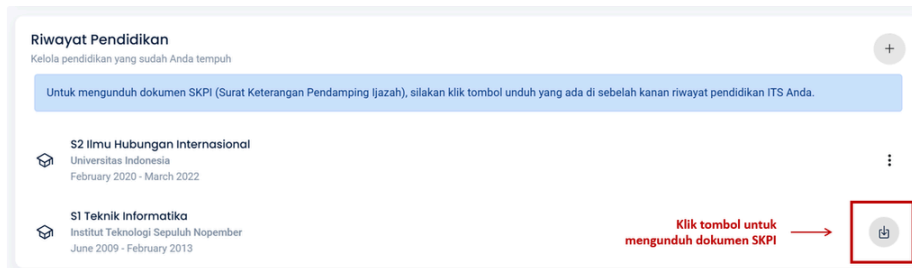 Riwayat Pendidikan
Kelola pendidikan yang sudah Anda tempuh
Untuk mengunduh dokumen SKPI (Surat Keterangan Pendamping Ijazah), silakan klik tombol unduh yang ada di sebelah kanan riwayat pendidikan ITS Anda.
S2 Ilmu Hubungan Internasional
Universitas Indonesia
February 2020 - March 2022
S1 Teknik Informatika
Institut Teknologi Sepuluh Nopember
June 2009 - February 2013
Klik tombol untuk
mengunduh dokumen SKPI